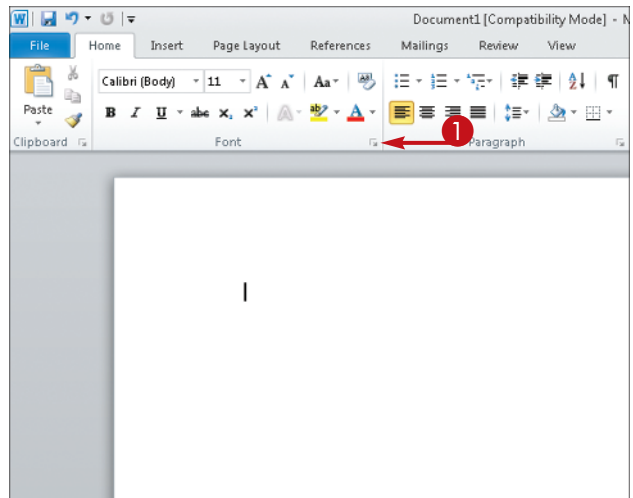 W Document1 [Compatibility Mode] - N
File Home Insert Page Layout References Mailings Review View
Calibri (Body) 11 A A Aa A Z
Paste B I U abc x₂ x² A ab A
Clipboard Font 1 Paragraph